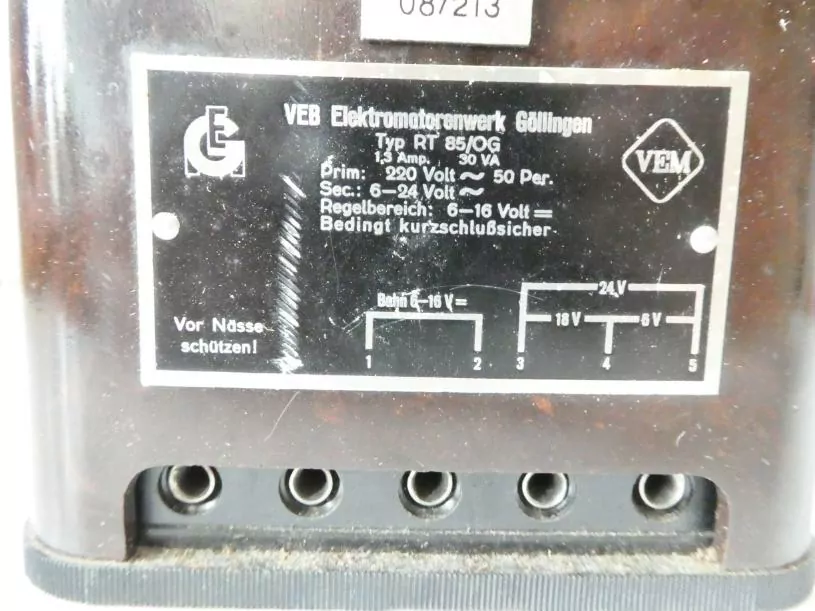 087213
GE
VEB Elektromotorenwerk Göllingen
Typ RT 85/OG
1,3 Amp. 30 VA
Prim: 220 Volt ~ 50 Per.
Sec.: 6–24 Volt ~
Regelbereich: 6–16 Volt =
Bedingt kurzschlußsicher
VEM
Vor Nässe
schützen!
Bahn 6–16 V=
24 V
18 V 6 V
1 2 3 4 5